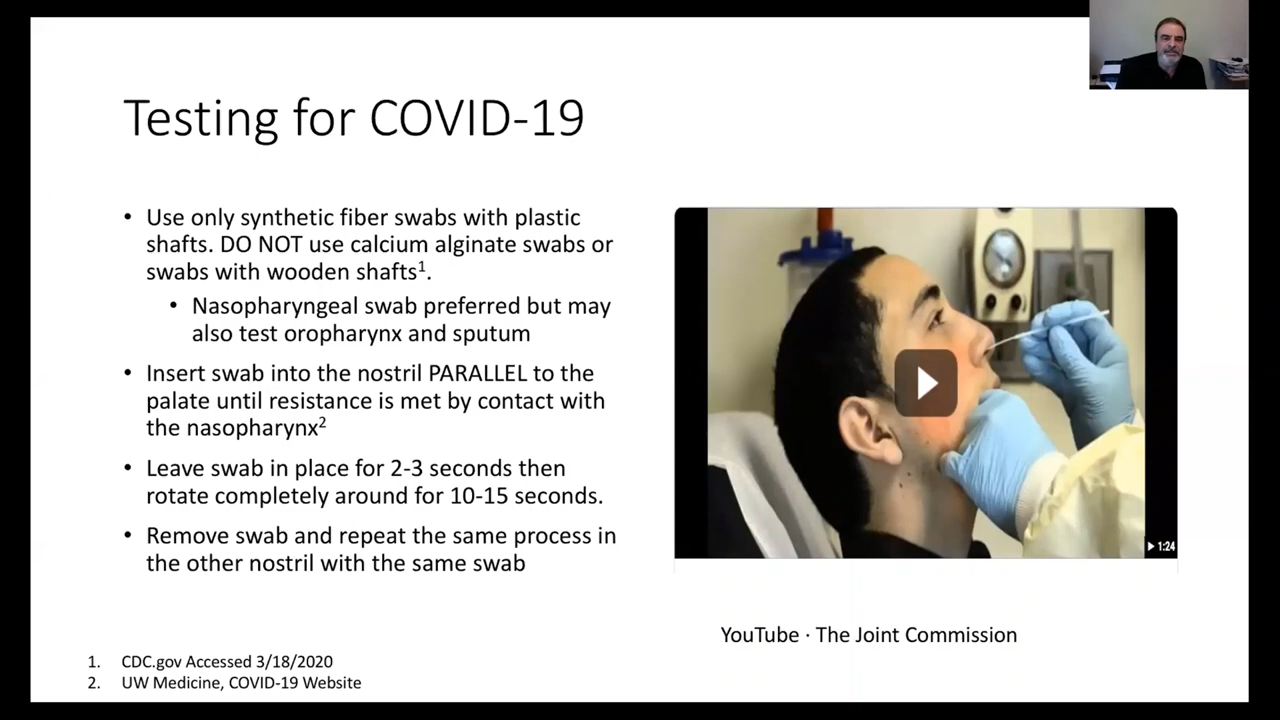 Testing for COVID-19
• Use only synthetic fiber swabs with plastic
shafts. DO NOT use calcium alginate swabs or
swabs with wooden shafts¹.
• Nasopharyngeal swab preferred but may
also test oropharynx and sputum
• Insert swab into the nostril PARALLEL to the
palate until resistance is met by contact with
the nasopharynx²
• Leave swab in place for 2-3 seconds then
rotate completely around for 10-15 seconds.
• Remove swab and repeat the same process in
the other nostril with the same swab
1:24
YouTube · The Joint Commission
1. CDC.gov Accessed 3/18/2020
2. UW Medicine, COVID-19 Website